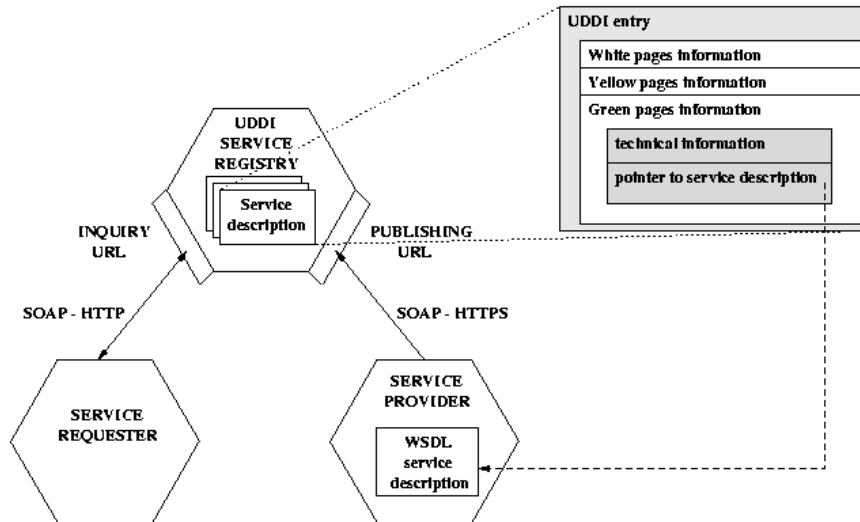 UDDI entry
White pages information
Yellow pages information
Green pages information
technical information
pointer to service description
UDDI
SERVICE
REGISTRY
Service
description
INQUIRY
URL
PUBLISHING
URL
SOAP - HTTP
SOAP - HTTPS
SERVICE
REQUESTER
SERVICE
PROVIDER
WSDL
service
description